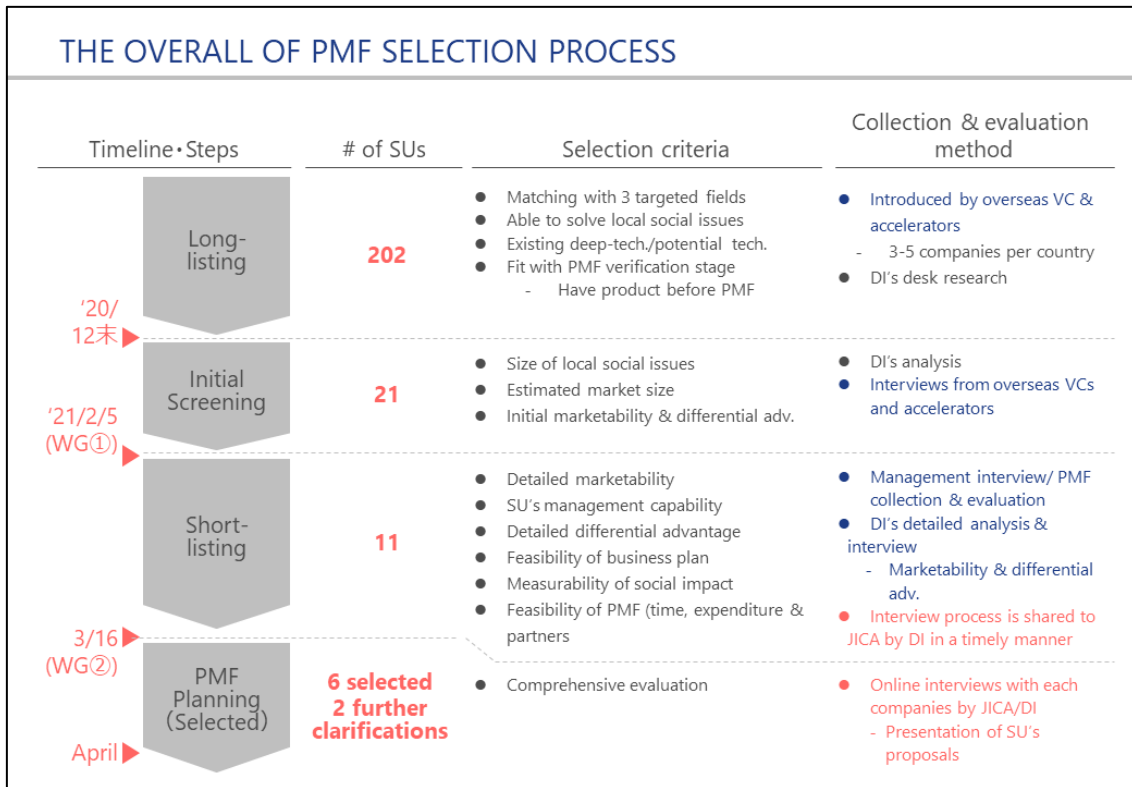 THE OVERALL OF PMF SELECTION PROCESS
Timeline・Steps
# of SUs
Selection criteria
Collection & evaluation
method
Long-
listing
202
● Matching with 3 targeted fields
● Able to solve local social issues
● Existing deep-tech./potential tech.
● Fit with PMF verification stage
- Have product before PMF
● Introduced by overseas VC &
accelerators
- 3-5 companies per country
● DI's desk research
'20/
12末
Initial
Screening
21
● Size of local social issues
● Estimated market size
● Initial marketability & differential adv.
● DI's analysis
● Interviews from overseas VCs
and accelerators
'21/2/5
(WG①)
Short-
listing
11
● Detailed marketability
● SU's management capability
● Detailed differential advantage
● Feasibility of business plan
● Measurability of social impact
● Feasibility of PMF (time, expenditure &
partners
● Management interview/ PMF
collection & evaluation
● DI's detailed analysis &
interview
- Marketability & differential
adv.
● Interview process is shared to
JICA by DI in a timely manner
3/16
(WG②)
PMF
Planning
(Selected)
6 selected
2 further
clarifications
● Comprehensive evaluation
● Online interviews with each
companies by JICA/DI
- Presentation of SU's
proposals
April